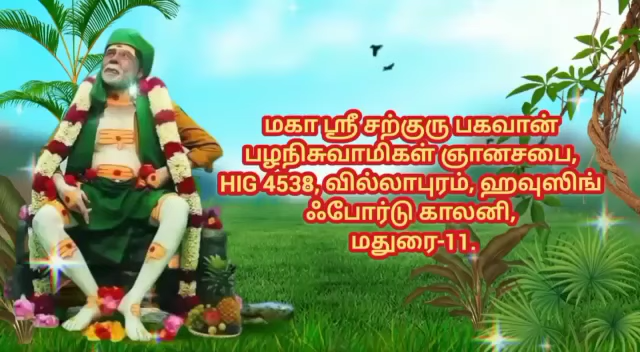 மகா ஸ்ரீ சற்குரு பகவான்
பழநிசுவாமிகள் ஞானசபை,
HIG 4538, வில்லாபுரம், ஹவுஸிங்
ஃபோர்டு காலனி,
மதுரை-11.